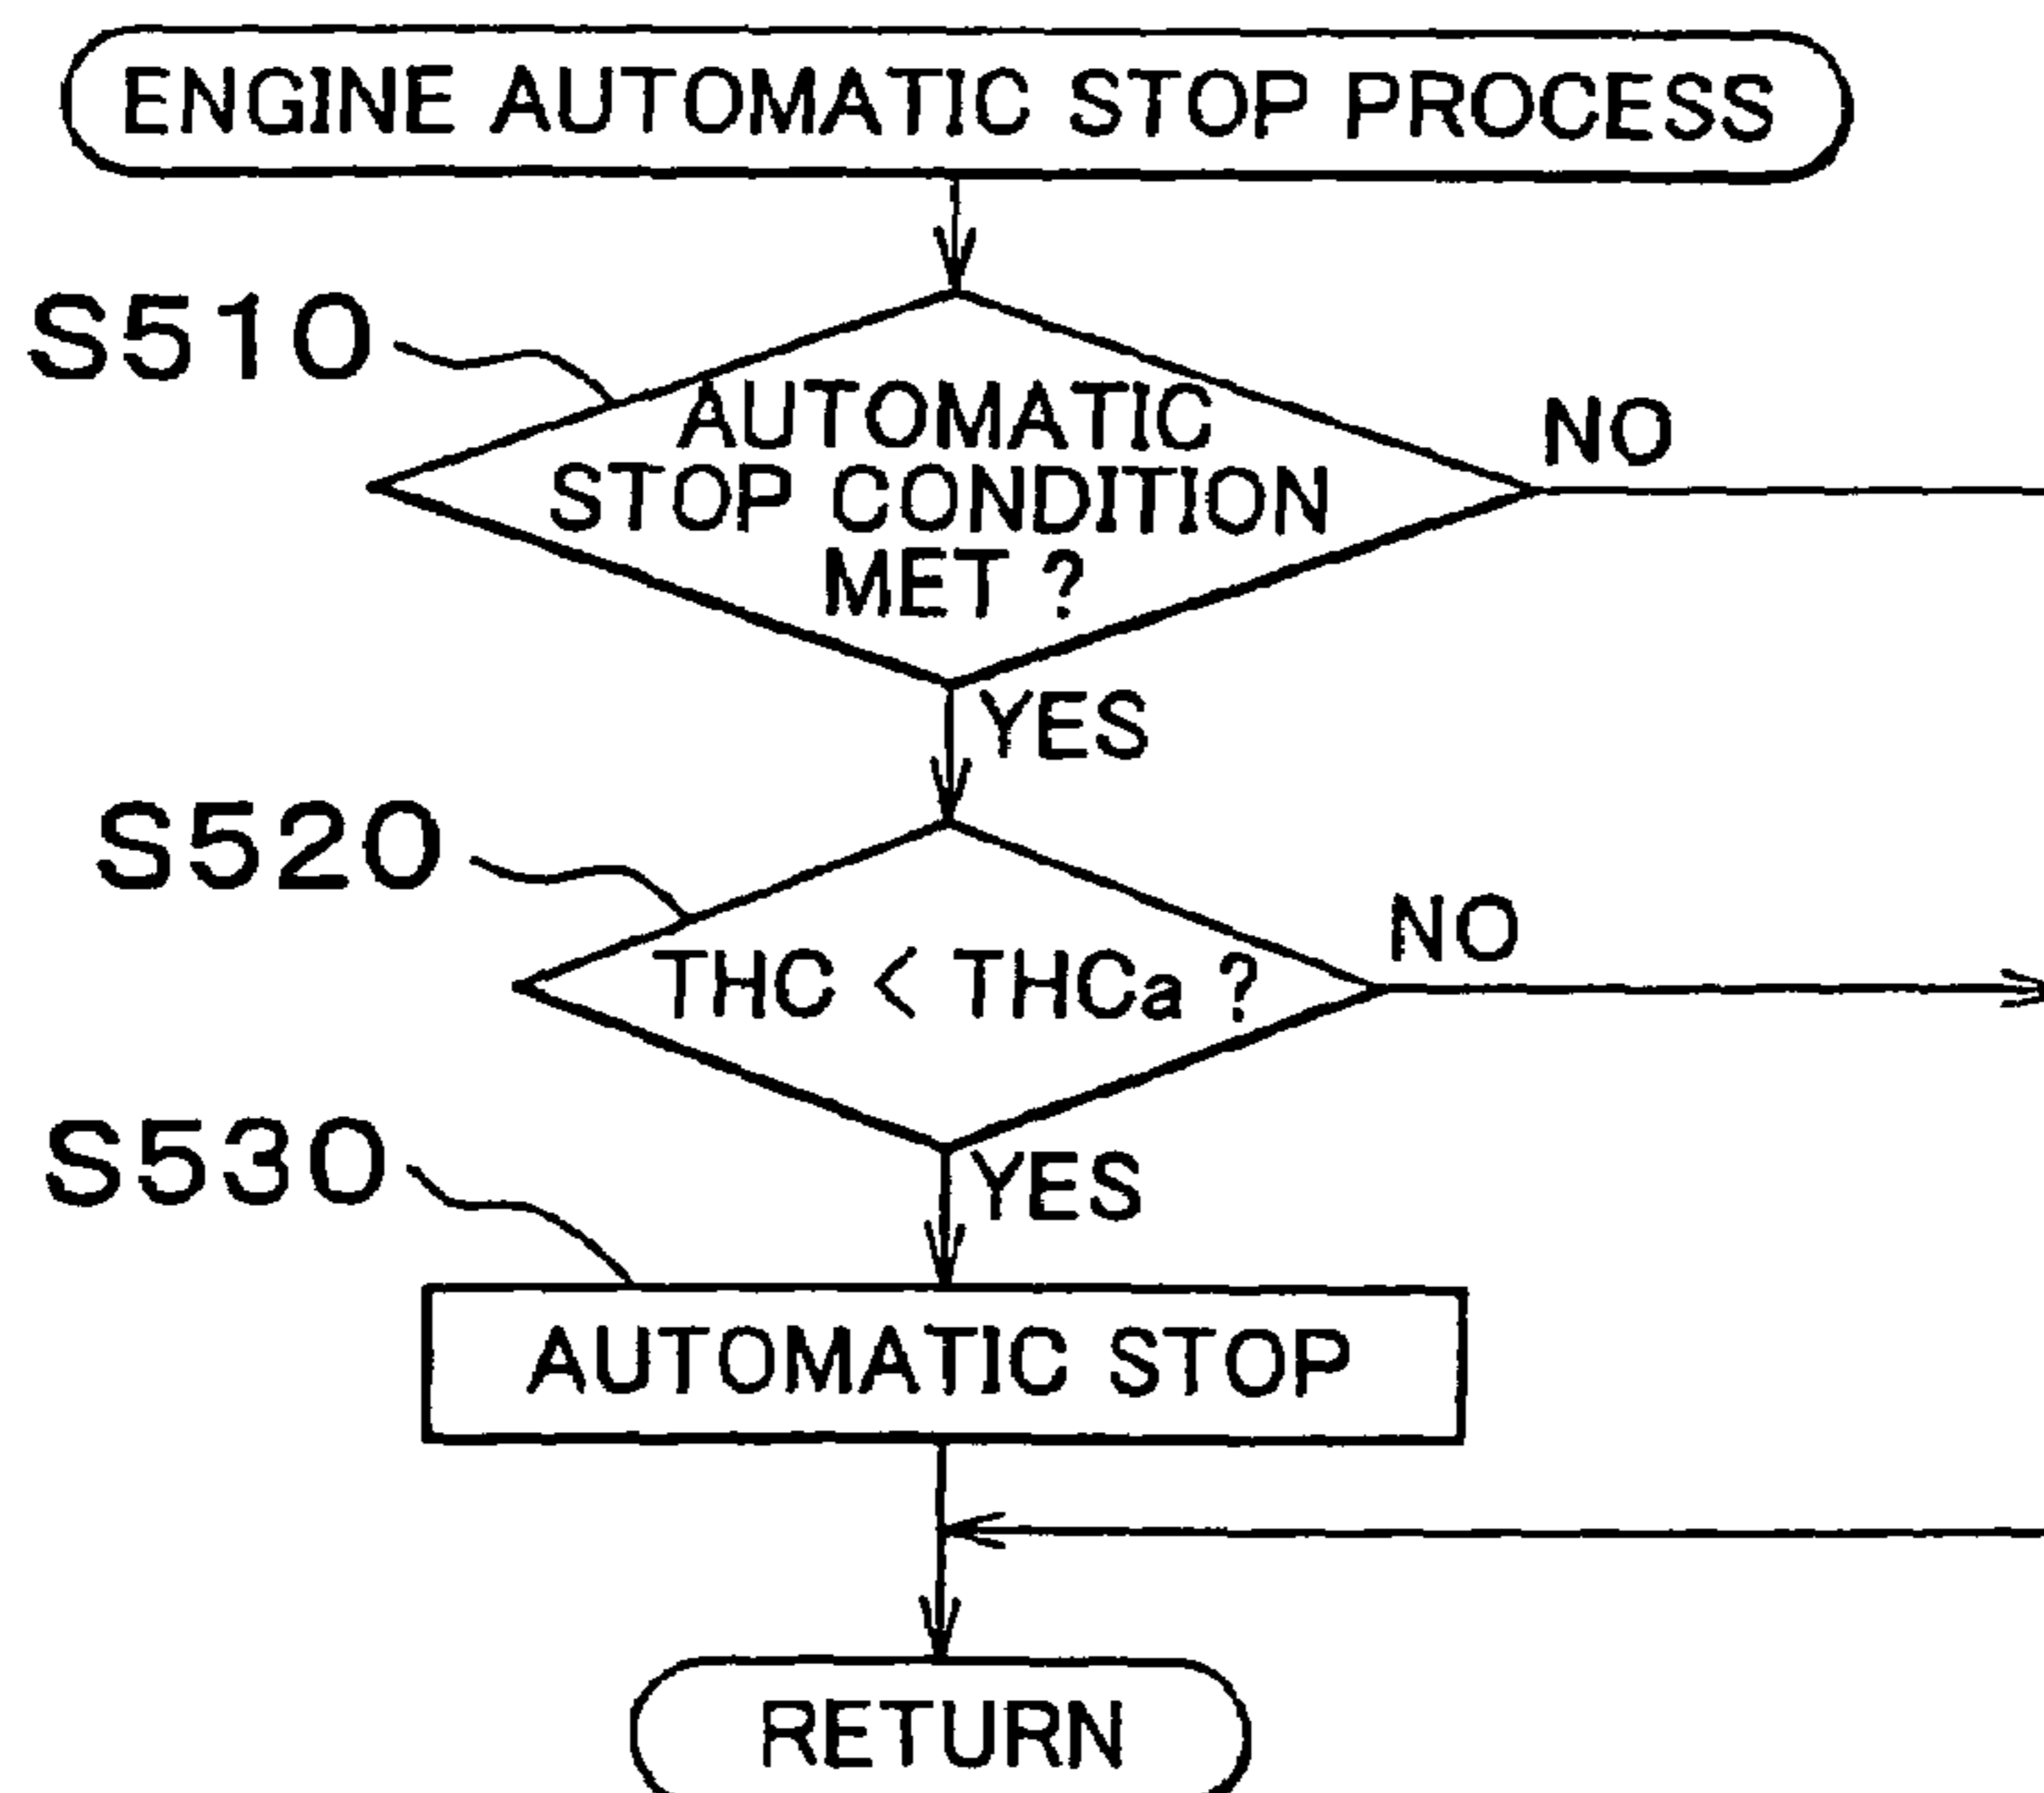 ENGINE AUTOMATIC STOP PROCESS
S510
AUTOMATIC
STOP CONDITION
MET ?
NO
YES
S520
THC < THCa ?
NO
YES
S530
AUTOMATIC STOP
RETURN